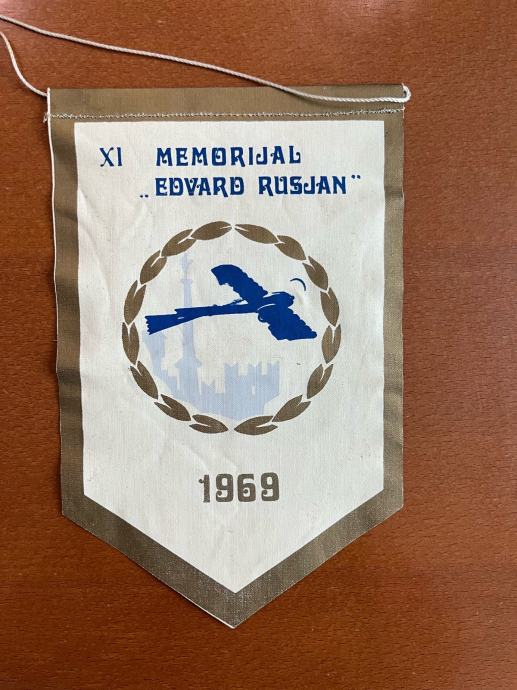 XI MEMORIJAL
„EDVARD RUSJAN”
1969